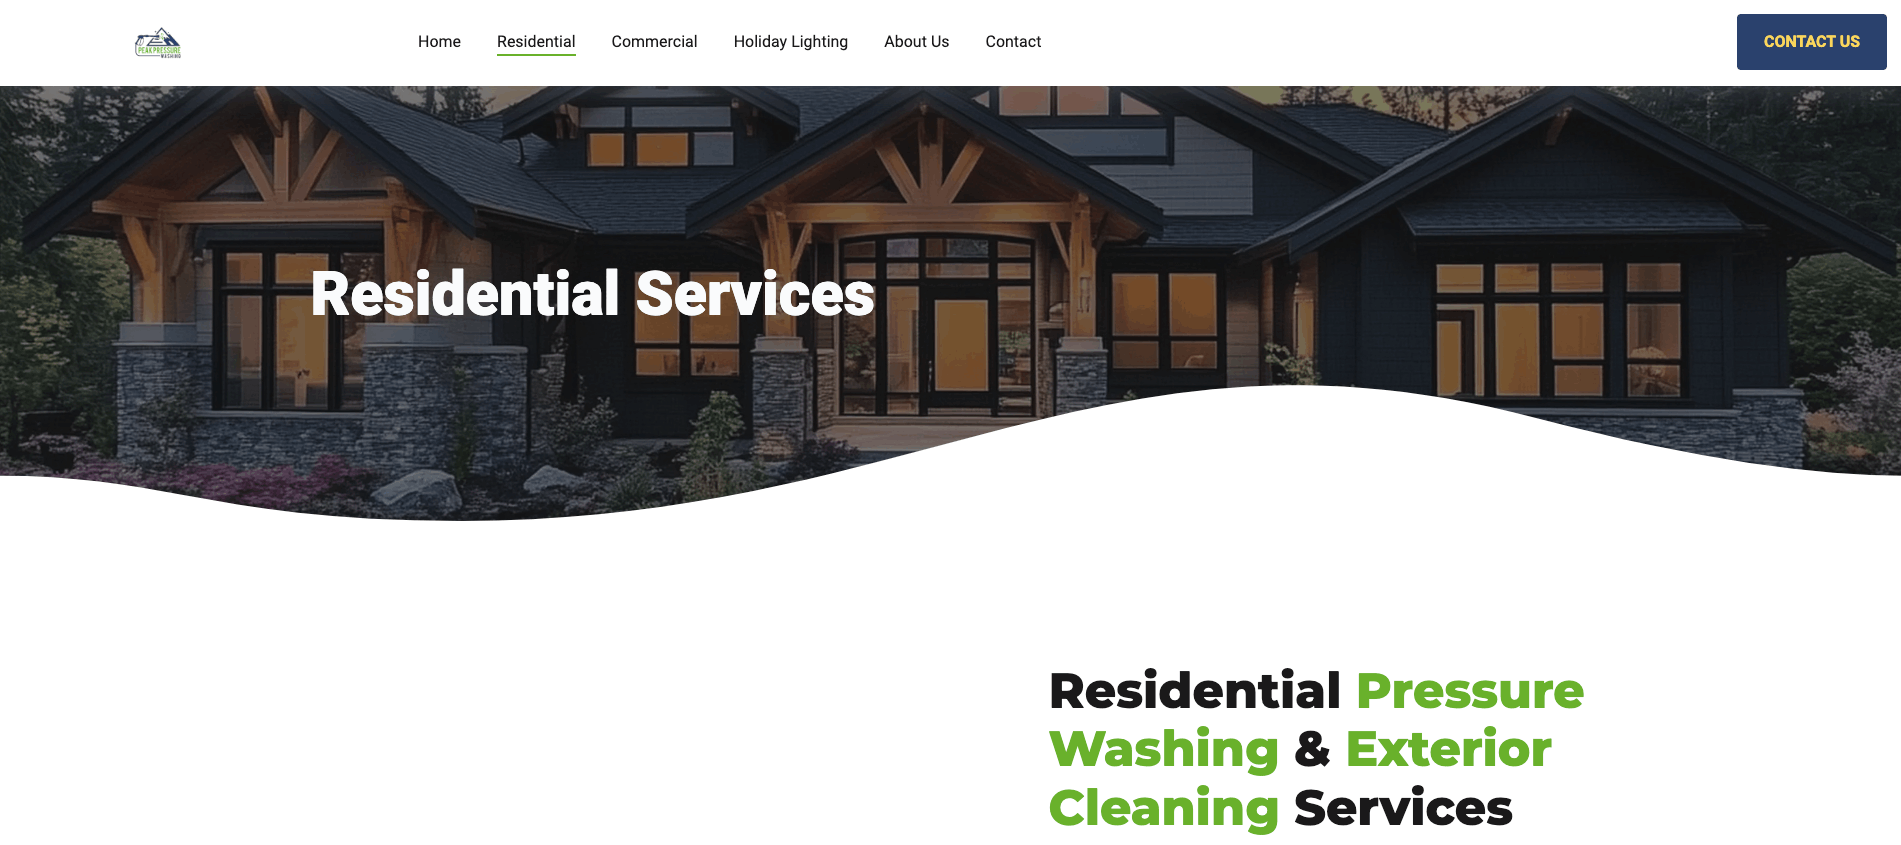 PEAK PRESSURE
WASHING
Home
Residential
Commercial
Holiday Lighting
About Us
Contact
CONTACT US
Residential Services
Residential Pressure
Washing & Exterior
Cleaning Services